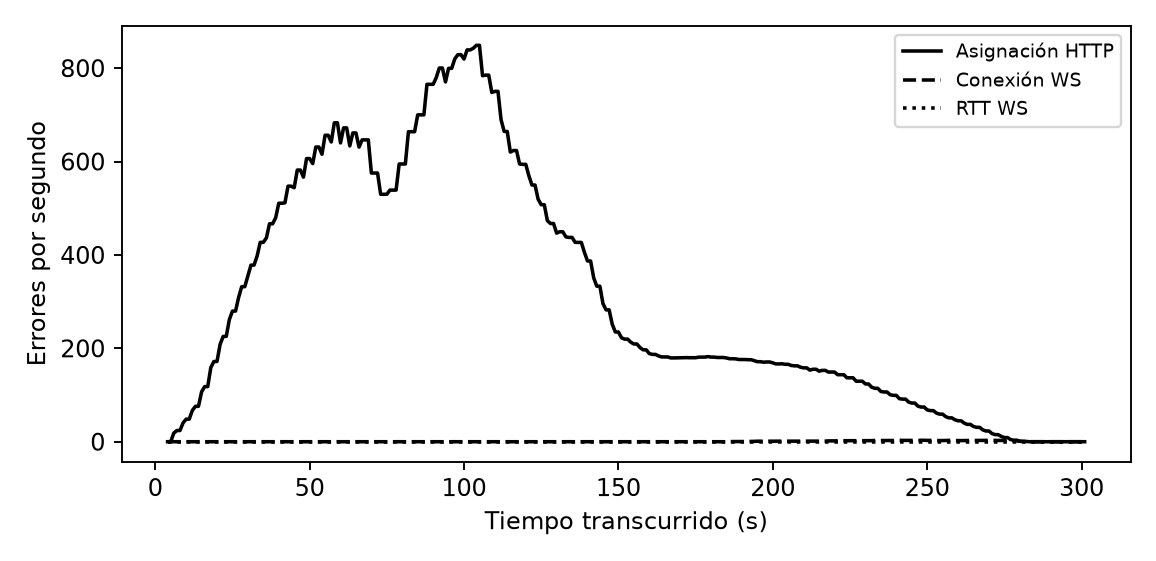 Errores por segundo
800
600
400
200
0
Asignación HTTP
Conexión WS
RTT WS
0 50 100 150 200 250 300
Tiempo transcurrido (s)